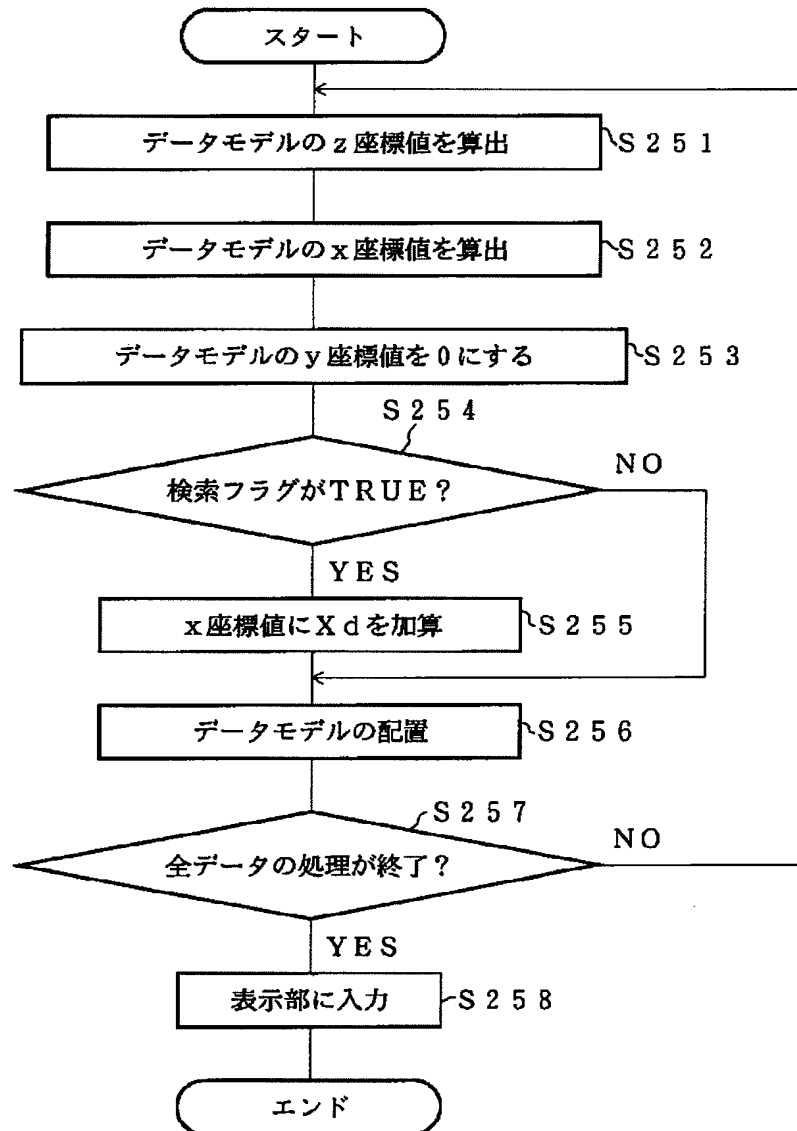 スタート
データモデルのz座標値を算出
S251
データモデルのx座標値を算出
S252
データモデルのy座標値を0にする
S253
S254
検索フラグがTRUE?
NO
YES
x座標値にXdを加算
S255
データモデルの配置
S256
S257
全データの処理が終了?
NO
YES
表示部に入力
S258
エンド